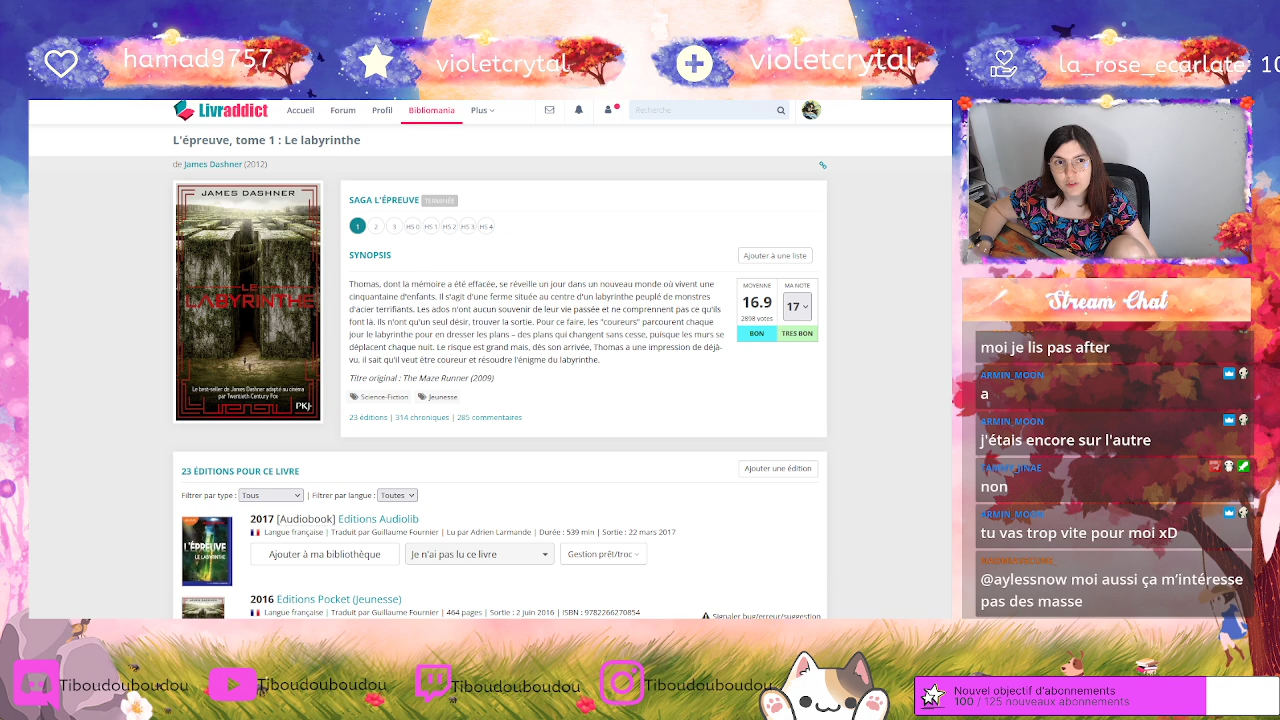 hamad9757
violetcrytal
violetcrytal
la_rose_ecarlate: 10
Livraddict
Accueil
Forum
Profil
Bibliomania
Plus
Recherche
L'épreuve, tome 1 : Le labyrinthe
de James Dashner (2012)
JAMES DASHNER
LE
LABYRINTHE
Le best-seller de James Dashner adapté au cinéma
par Twentieth Century Fox
PKJ
SAGA L'ÉPREUVE TERMINÉE
1 2 3 HS 0 HS 1 HS 2 HS 3 HS 4
SYNOPSIS
Ajouter à une liste
Thomas, dont la mémoire a été effacée, se réveille un jour dans un nouveau monde où vivent une
cinquantaine d'enfants. Il s'agit d'une ferme située au centre d'un labyrinthe peuplé de monstres
d'acier terrifiants. Les ados n'ont aucun souvenir de leur vie passée et ne comprennent pas ce qu'ils
font là. Ils n'ont qu'un seul désir, trouver la sortie. Pour ce faire, les "coureurs" parcourent chaque
jour le labyrinthe pour en dresser les plans – des plans qui changent sans cesse, puisque les murs se
déplacent chaque nuit. Le risque est grand mais, dès son arrivée, Thomas a une impression de déjà-
vu, il sait qu'il veut être coureur et résoudre l'énigme du labyrinthe.
MOYENNE
16.9
2898 votes
BON
MA NOTE
17
TRES BON
Titre original : The Maze Runner (2009)
Science-Fiction Jeunesse
23 éditions | 314 chroniques | 285 commentaires
23 ÉDITIONS POUR CE LIVRE
Ajouter une édition
Filtrer par type : Tous | Filtrer par langue : Toutes
L'ÉPREUVE
LE LABYRINTHE
2017 [Audiobook] Editions Audiolib
Langue française | Traduit par Guillaume Fournier | Lu par Adrien Larmande | Durée : 539 min | Sortie : 22 mars 2017
Ajouter à ma bibliothèque
Je n'ai pas lu ce livre
Gestion prêt/troc
2016 Editions Pocket (Jeunesse)
Langue française | Traduit par Guillaume Fournier | 464 pages | Sortie : 2 juin 2016 | ISBN : 9782266270854
Signaler bug/erreur/suggestion
Stream Chat
moi je lis pas after
ARMIN_MOON
a
ARMIN_MOON
j'étais encore sur l'autre
non
ARMIN_MOON
tu vas trop vite pour moi xD
@aylessnow moi aussi ça m'intéresse
pas des masse
Tiboudouboudou
Tiboudouboudou
Tiboudouboudou
Tiboudouboudou
Nouvel objectif d'abonnements
100 / 125 nouveaux abonnements